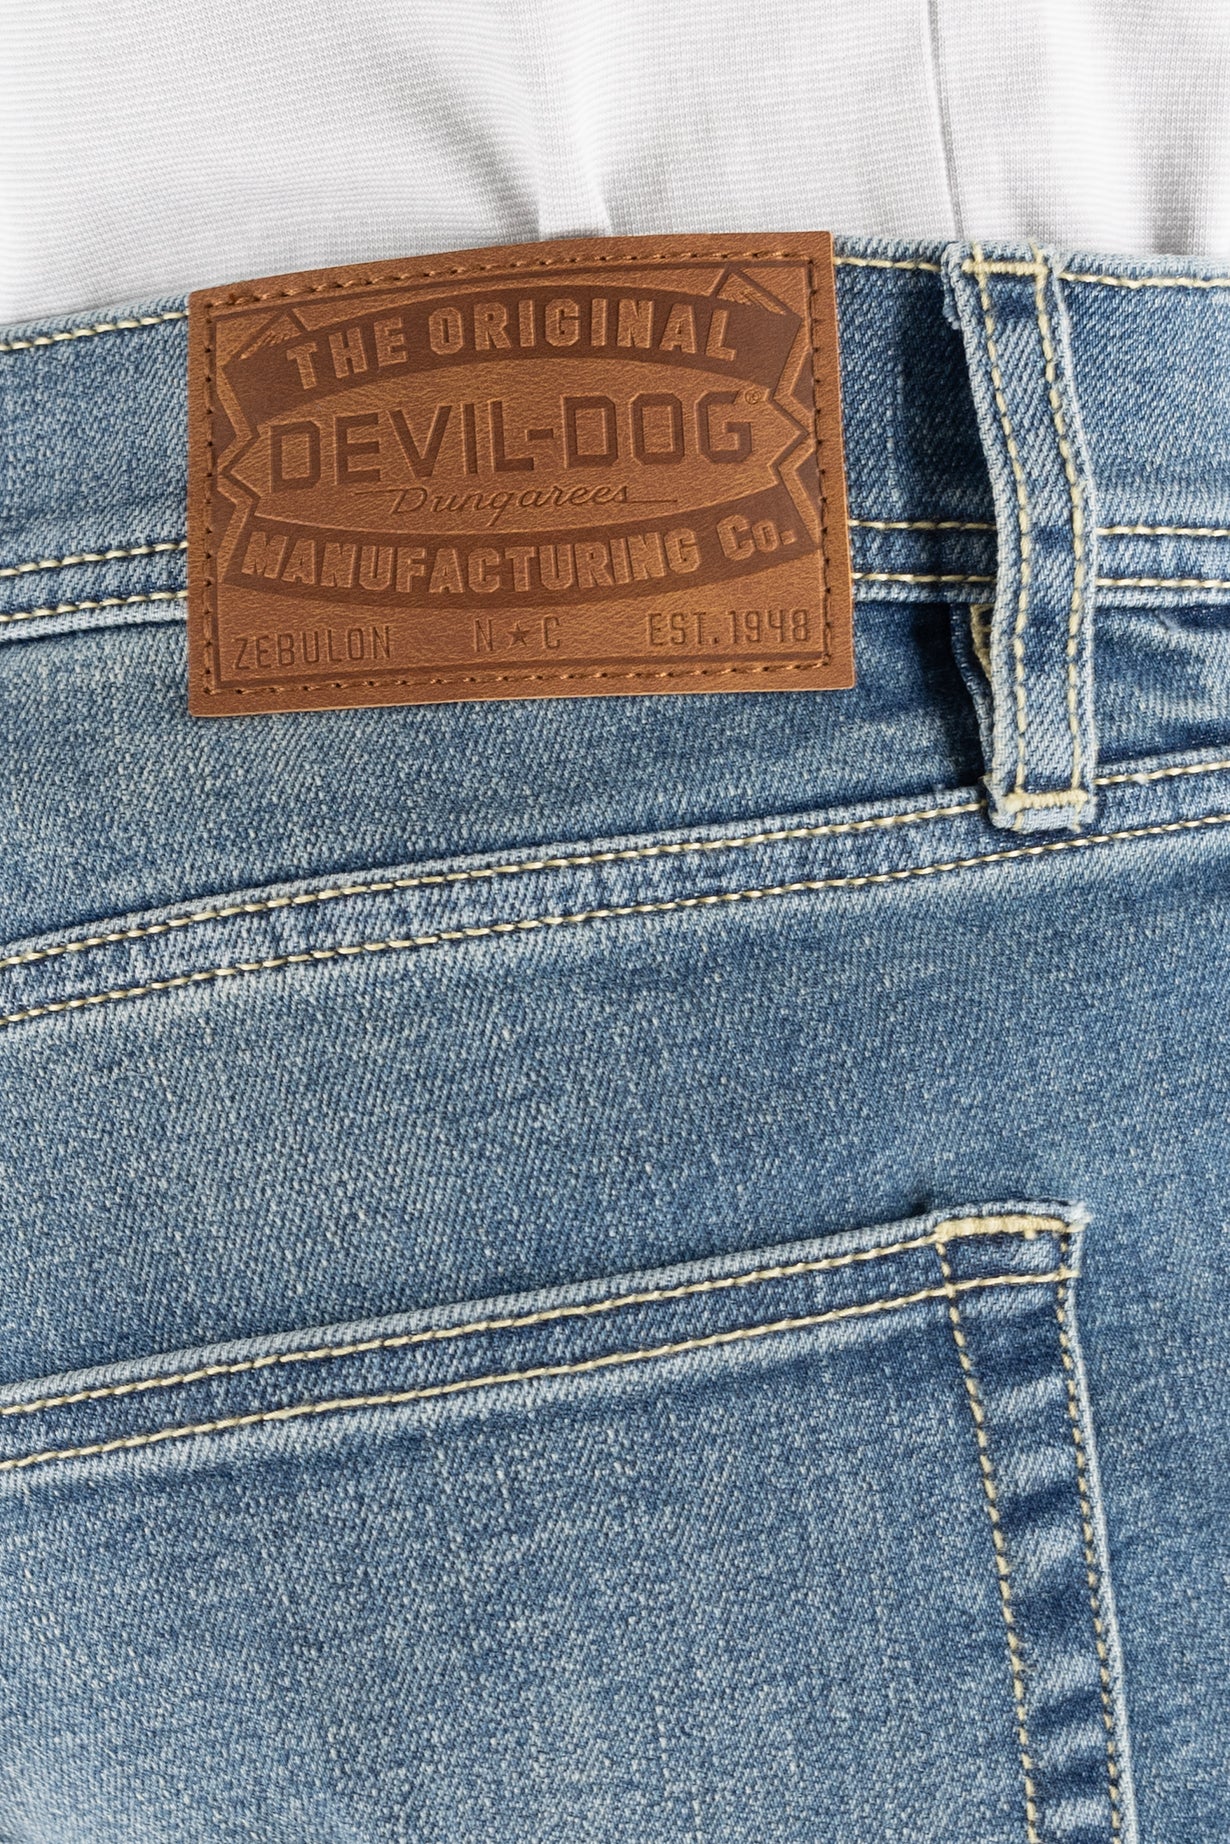 THE ORIGINAL
DEVIL-DOG®
Dungarees
MANUFACTURING Co.
ZEBULON N★C EST. 1948